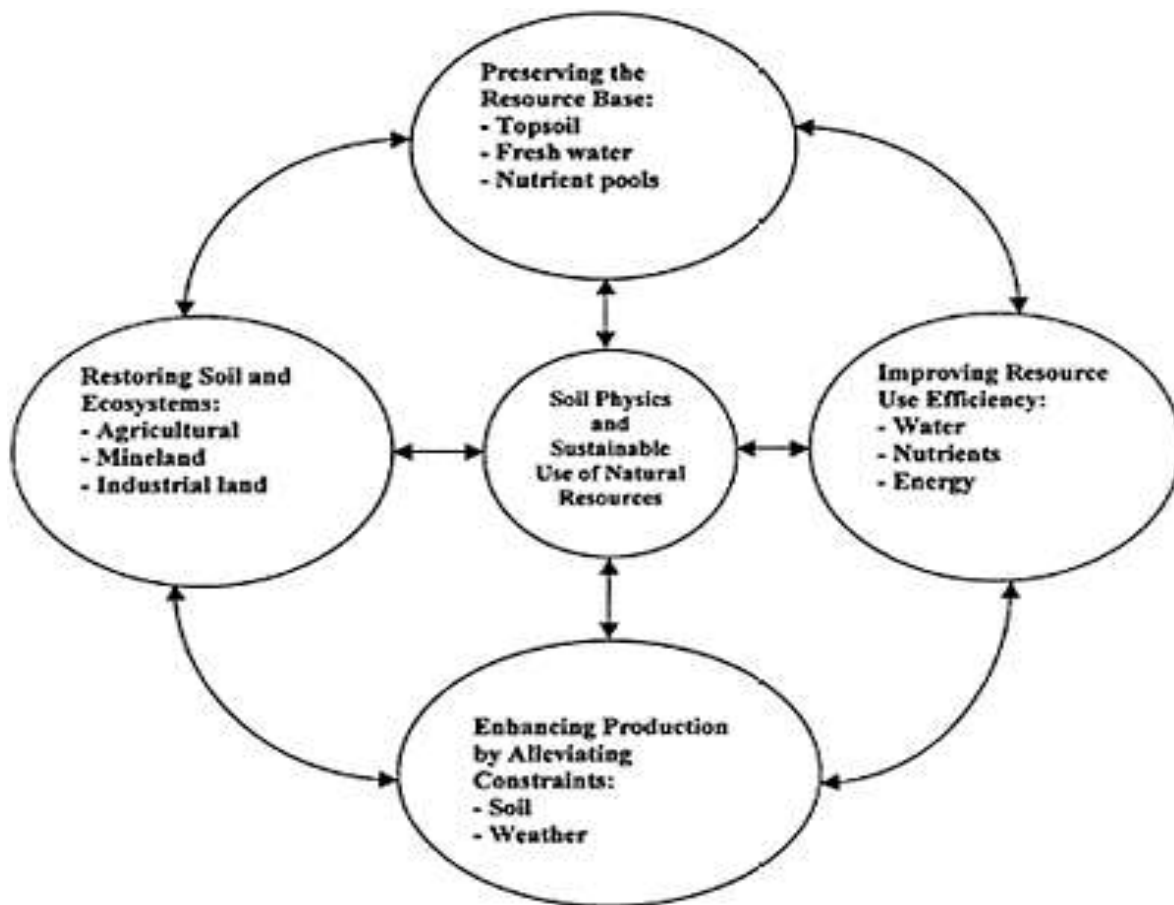 Preserving the
Resource Base:
- Topsoil
- Fresh water
- Nutrient pools
Restoring Soil and
Ecosystems:
- Agricultural
- Mineland
- Industrial land
Soil Physics
and
Sustainable
Use of Natural
Resources
Improving Resource
Use Efficiency:
- Water
- Nutrients
- Energy
Enhancing Production
by Alleviating
Constraints:
- Soil
- Weather